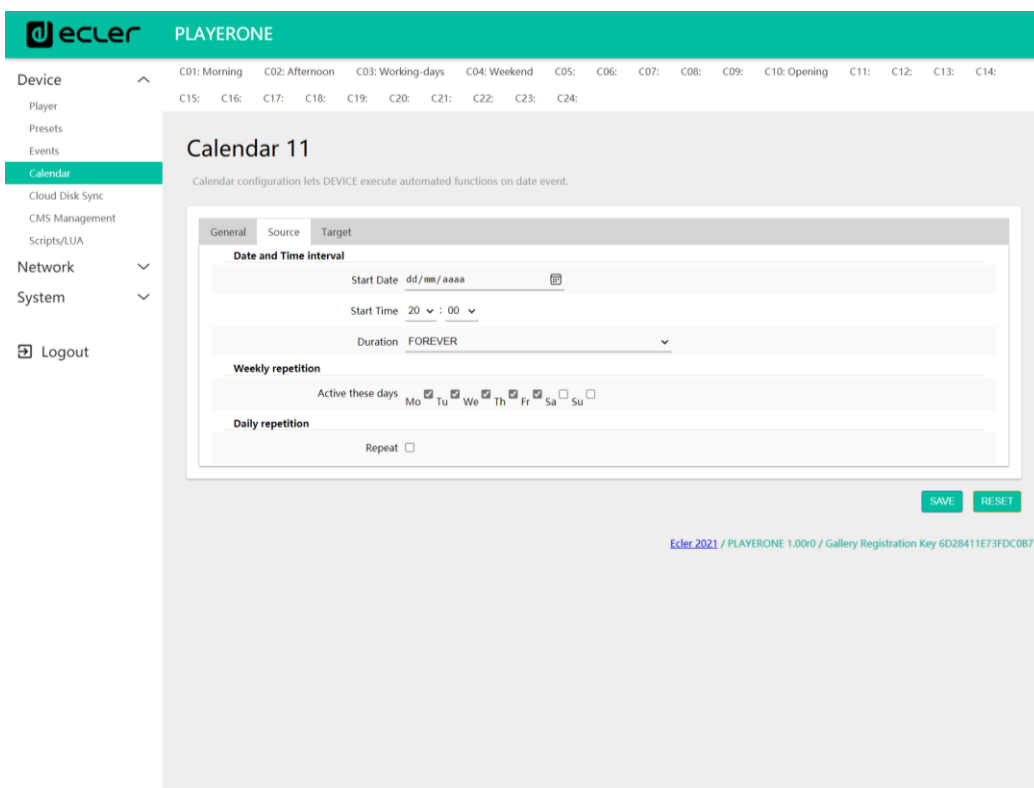 ecler PLAYERONE
Device
Player
Presets
Events
Calendar
Cloud Disk Sync
CMS Management
Scripts/LUA
Network
System
Logout
C01: Morning C02: Afternoon C03: Working-days C04: Weekend C05: C06: C07: C08: C09: C10: Opening C11: C12: C13: C14:
C15: C16: C17: C18: C19: C20: C21: C22: C23: C24:
Calendar 11
Calendar configuration lets DEVICE execute automated functions on date event.
General Source Target
Date and Time interval
Start Date dd/mm/aaaa
Start Time 20 : 00
Duration FOREVER
Weekly repetition
Active these days Mo Tu We Th Fr Sa Su
Daily repetition
Repeat
SAVE RESET
Ecler 2021 / PLAYERONE 1.00r0 / Gallery Registration Key 6D28411E73FDC0B7